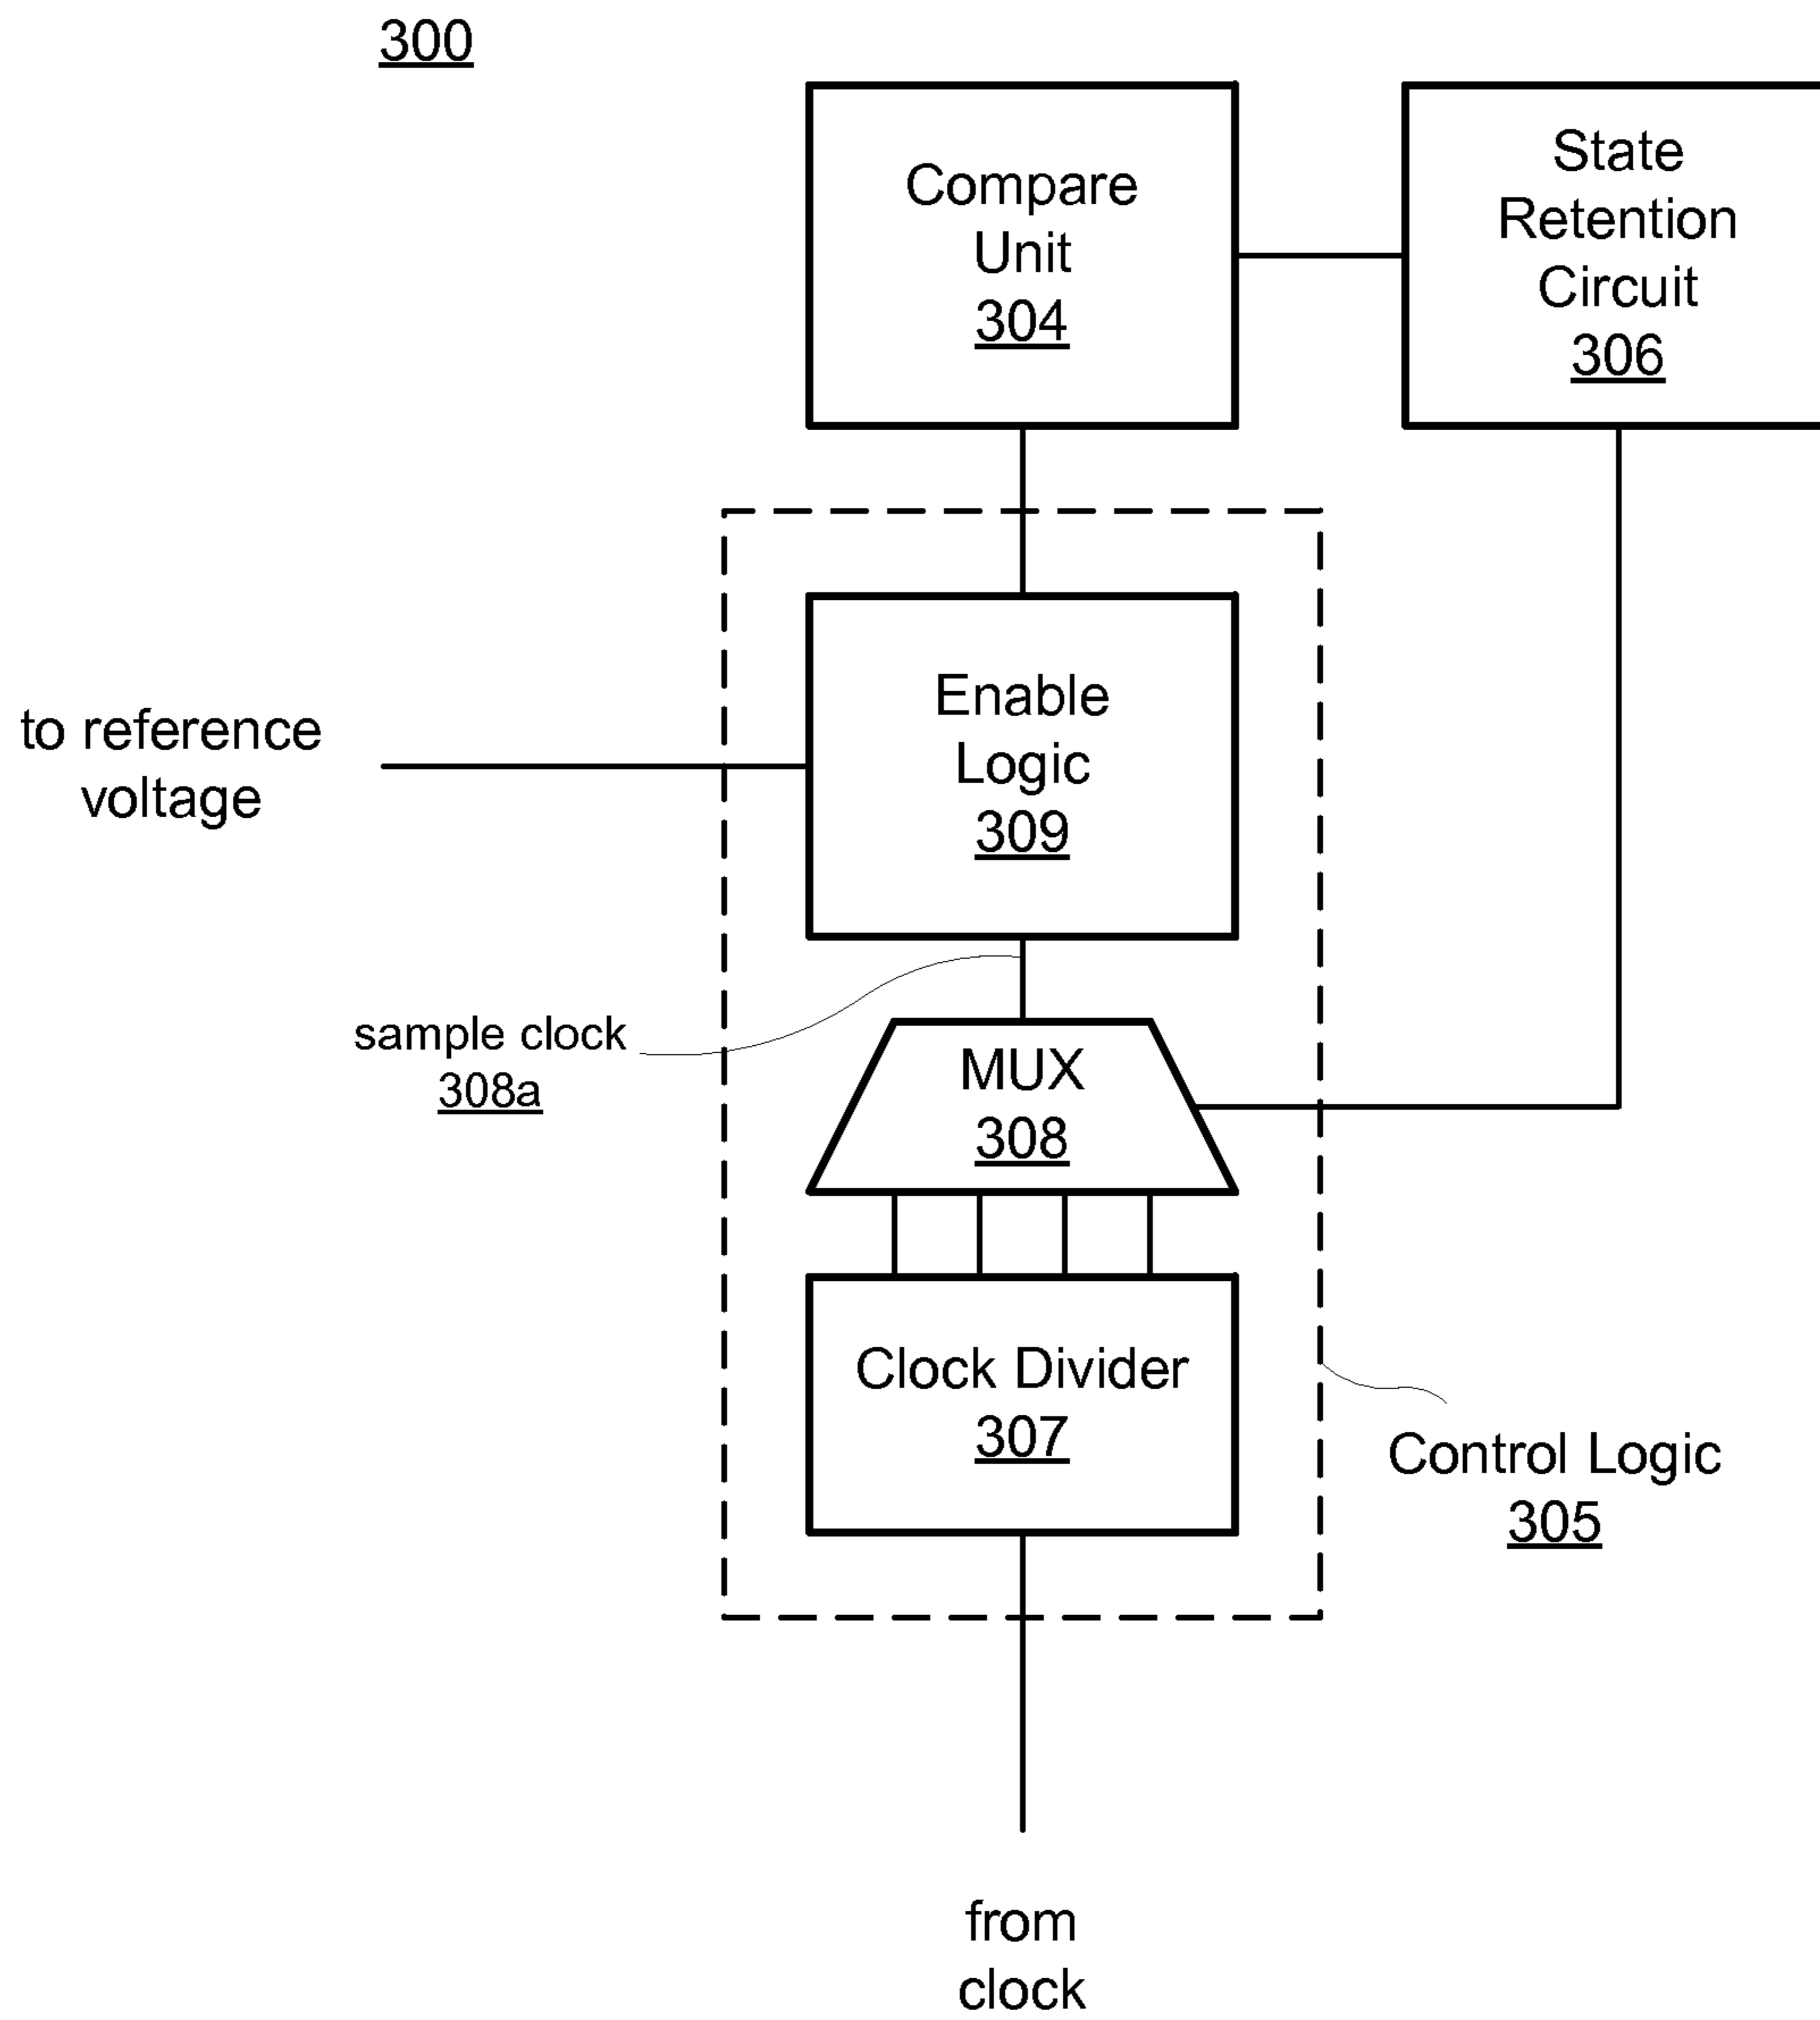 300
Compare
Unit
304
State
Retention
Circuit
306
to reference
voltage
Enable
Logic
309
sample clock
308a
MUX
308
Clock Divider
307
Control Logic
305
from
clock